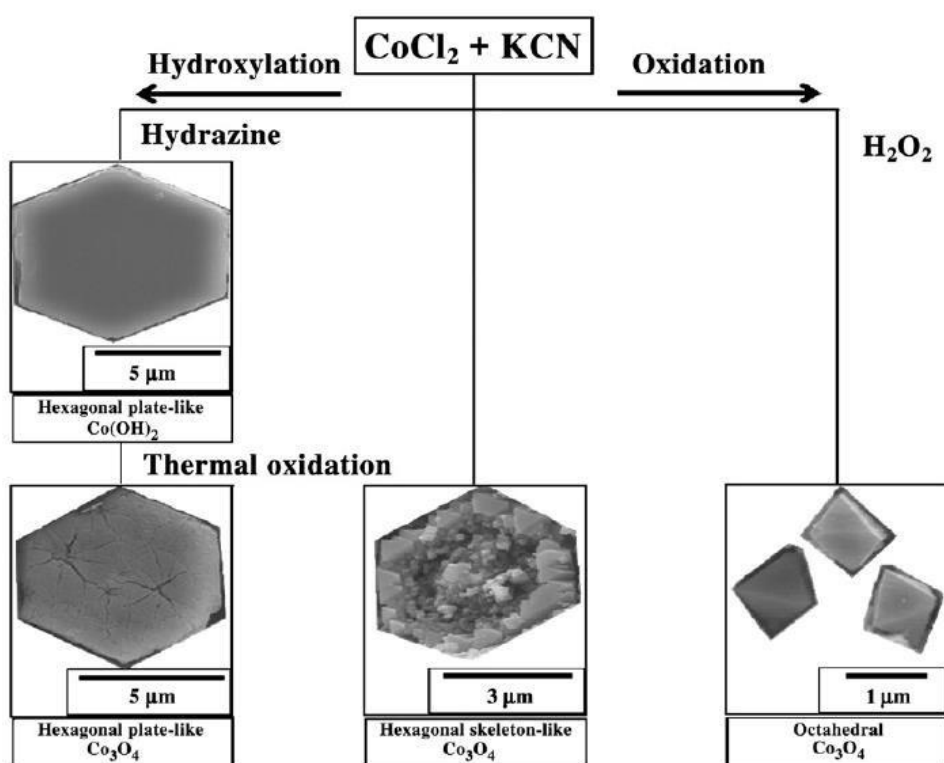 CoCl₂ + KCN
Hydroxylation
Oxidation
Hydrazine
H₂O₂
5 μm
Hexagonal plate-like
Co(OH)₂
Thermal oxidation
5 μm
Hexagonal plate-like
Co₃O₄
3 μm
Hexagonal skeleton-like
Co₃O₄
1 μm
Octahedral
Co₃O₄